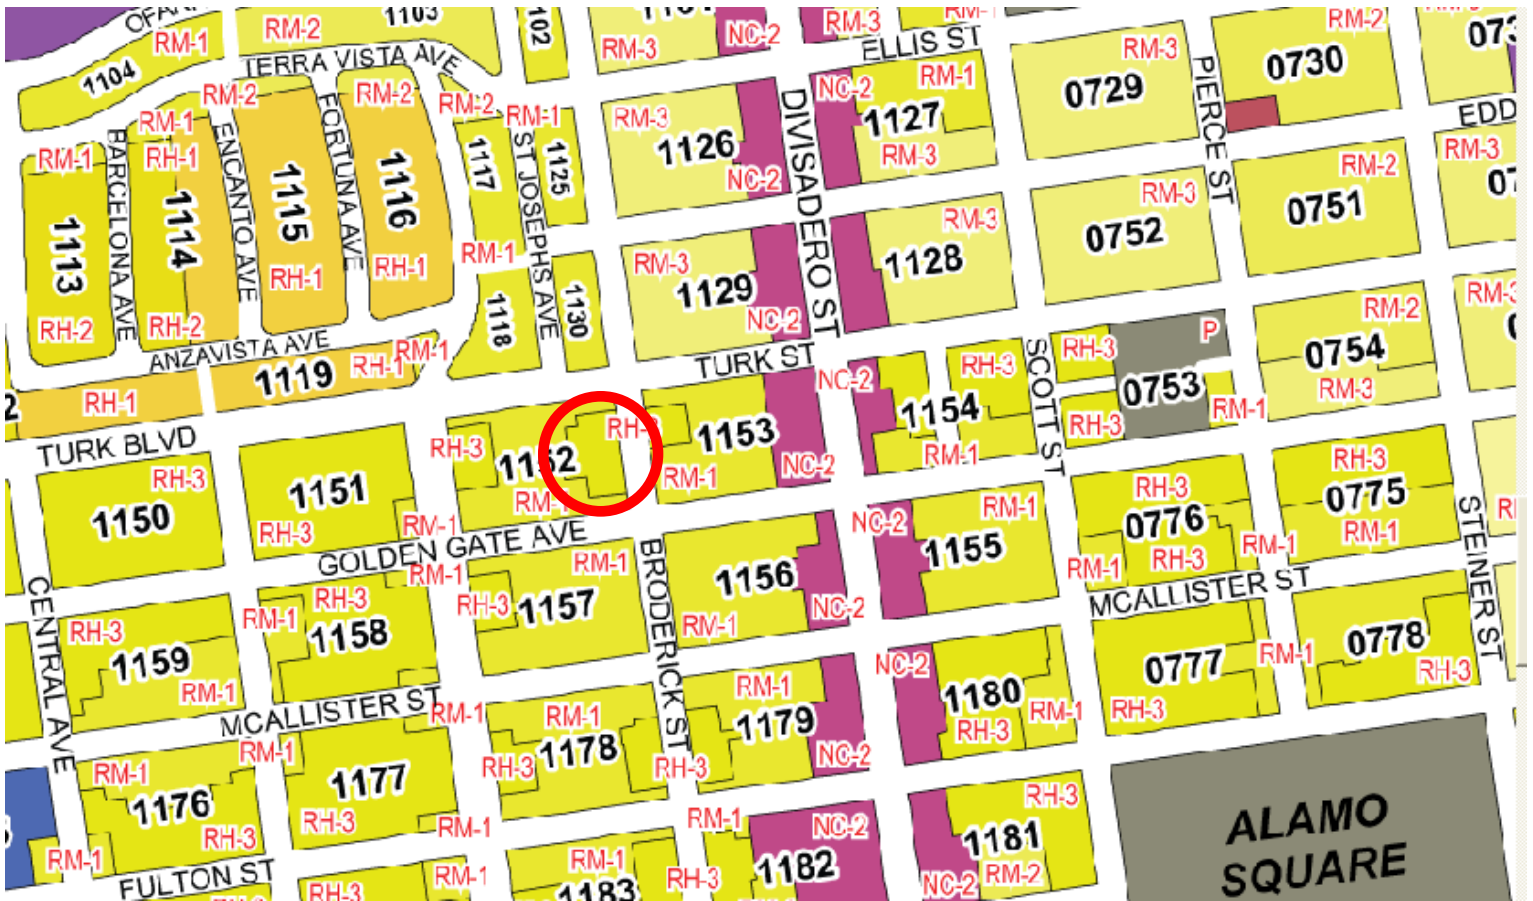 OFAR
RM-1
RM-2
1103
1104
TERRA VISTA AVE
102
RM-3
NC-2
RM-3
RM-1
ELLIS ST
RM-2
RM-3
0729
PIERCE ST
0730
EDD
RM-1
RM-2
RM-2
RM-2
RM-1
RM-3
1126
NC-2
DIVISADERO ST
NC-2
RM-1
1127
RM-3
RM-1
BARCELONA AVE
RH-1
ENCANTO AVE
FORTUNA AVE
1113
1114
1115
1116
1117
ST JOSEPHS AVE
1125
RH-2
RH-2
RH-1
RH-1
RM-1
1118
1130
RM-3
1129
NC-2
RM-3
1128
RM-3
0752
RM-2
0751
RM-3
ANZAVISTA AVE
RH-1
1119
RH-1
RM-1
TURK ST
NC-2
RH-3
SCOTT ST
RH-3
P
RM-2
0754
RM-3
TURK BLVD
RH-3
1150
1151
RH-3
RM-1
RH-3
1152
RM-1
RH-3
1153
RM-1
NC-2
1154
RM-1
RH-3
0753
RM-1
GOLDEN GATE AVE
NC-2
RM-1
1155
RH-3
0776
RH-3
RM-1
RM-1
RH-3
0775
RM-1
STEINER ST
CENTRAL AVE
RH-3
1159
RM-1
RM-1
RH-3
1158
RM-1
RH-3
RM-1
1157
BRODERICK ST
1156
RM-1
NC-2
MCALLISTER ST
RH-3
0777
RM-1
0778
RH-3
MCALLISTER ST
RM-1
RM-1
1178
RH-3
RH-3
RM-1
1179
NC-2
NC-2
1180
RH-3
RM-1
RM-1
1176
RH-3
RM-1
1177
RH-3
RM-1
RM-1
FULTON ST
RH-3
RM-1
RM-1
1183
RH-3
RM-1
NC-2
1182
NC-2
RH-3
1181
RM-2
ALAMO
SQUARE